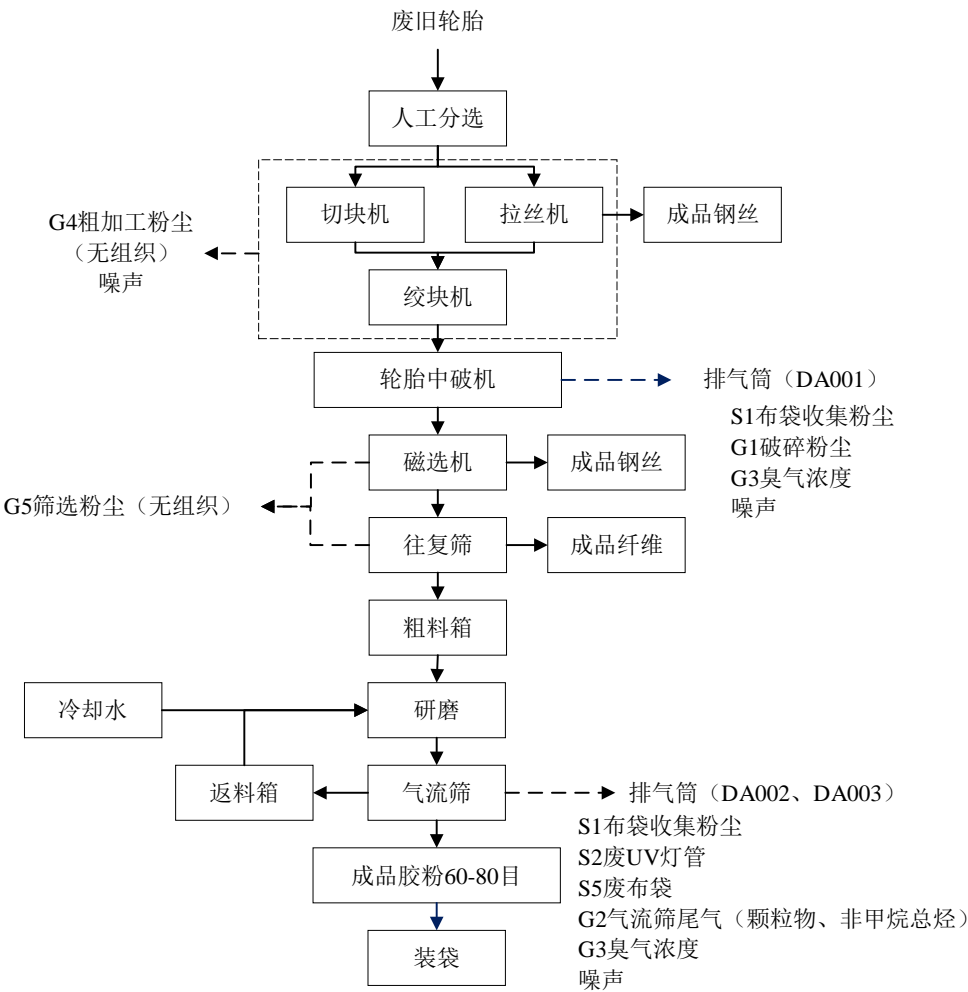 废旧轮胎
人工分选
切块机
拉丝机
成品钢丝
G4粗加工粉尘
（无组织）
噪声
绞块机
轮胎中破机
排气筒（DA001）
S1布袋收集粉尘
G1破碎粉尘
G3臭气浓度
噪声
磁选机
成品钢丝
G5筛选粉尘（无组织）
往复筛
成品纤维
粗料箱
冷却水
研磨
返料箱
气流筛
排气筒（DA002、DA003）
S1布袋收集粉尘
S2废UV灯管
S5废布袋
G2气流筛尾气（颗粒物、非甲烷总烃）
G3臭气浓度
噪声
成品胶粉60-80目
装袋